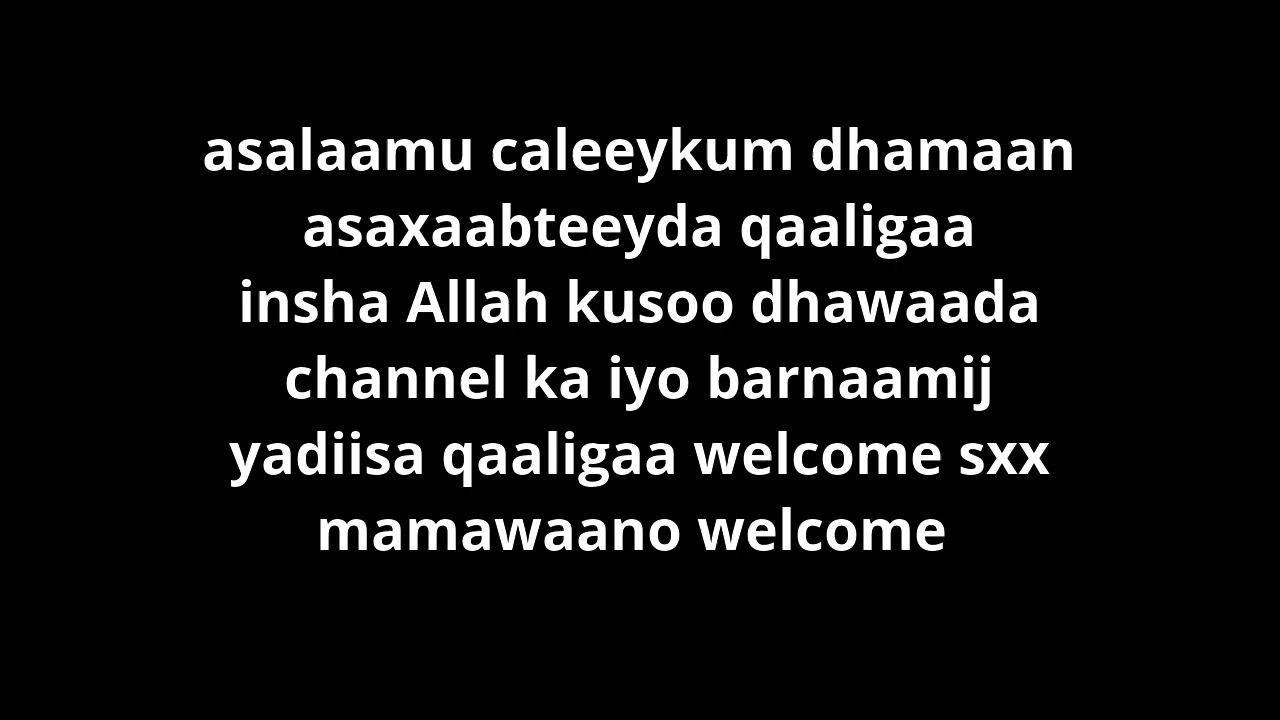 asalaamu caleeykum dhamaan
asaxaabteeyda qaaligaa
insha Allah kusoo dhawaada
channel ka iyo barnaamij
yadiisa qaaligaa welcome sxx
mamawaano welcome